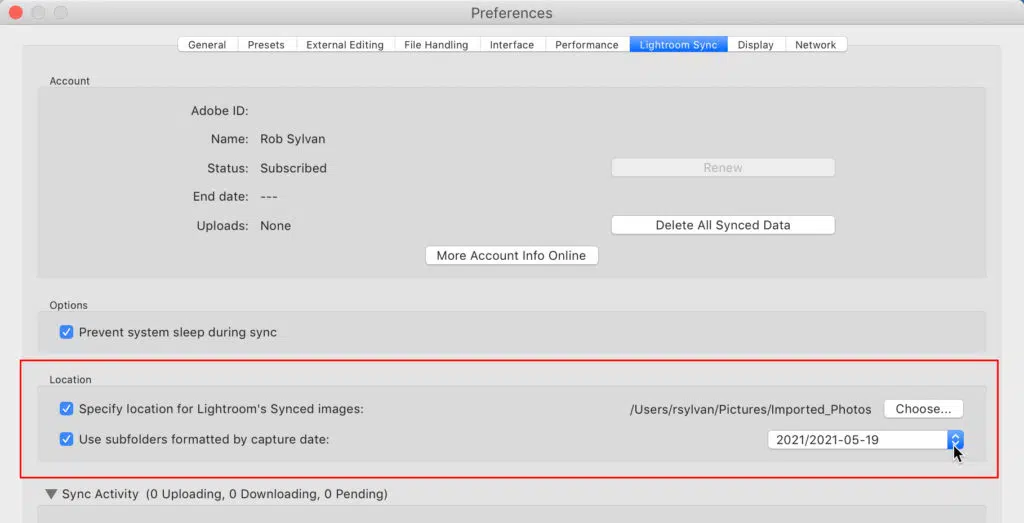 Preferences
General Presets External Editing File Handling Interface Performance Lightroom Sync Display Network
Account
Adobe ID:
Name: Rob Sylvan
Status: Subscribed Renew
End date: ---
Uploads: None Delete All Synced Data
More Account Info Online
Options
Prevent system sleep during sync
Location
Specify location for Lightroom's Synced images: /Users/rsylvan/Pictures/Imported_Photos Choose...
Use subfolders formatted by capture date: 2021/2021-05-19
Sync Activity (0 Uploading, 0 Downloading, 0 Pending)